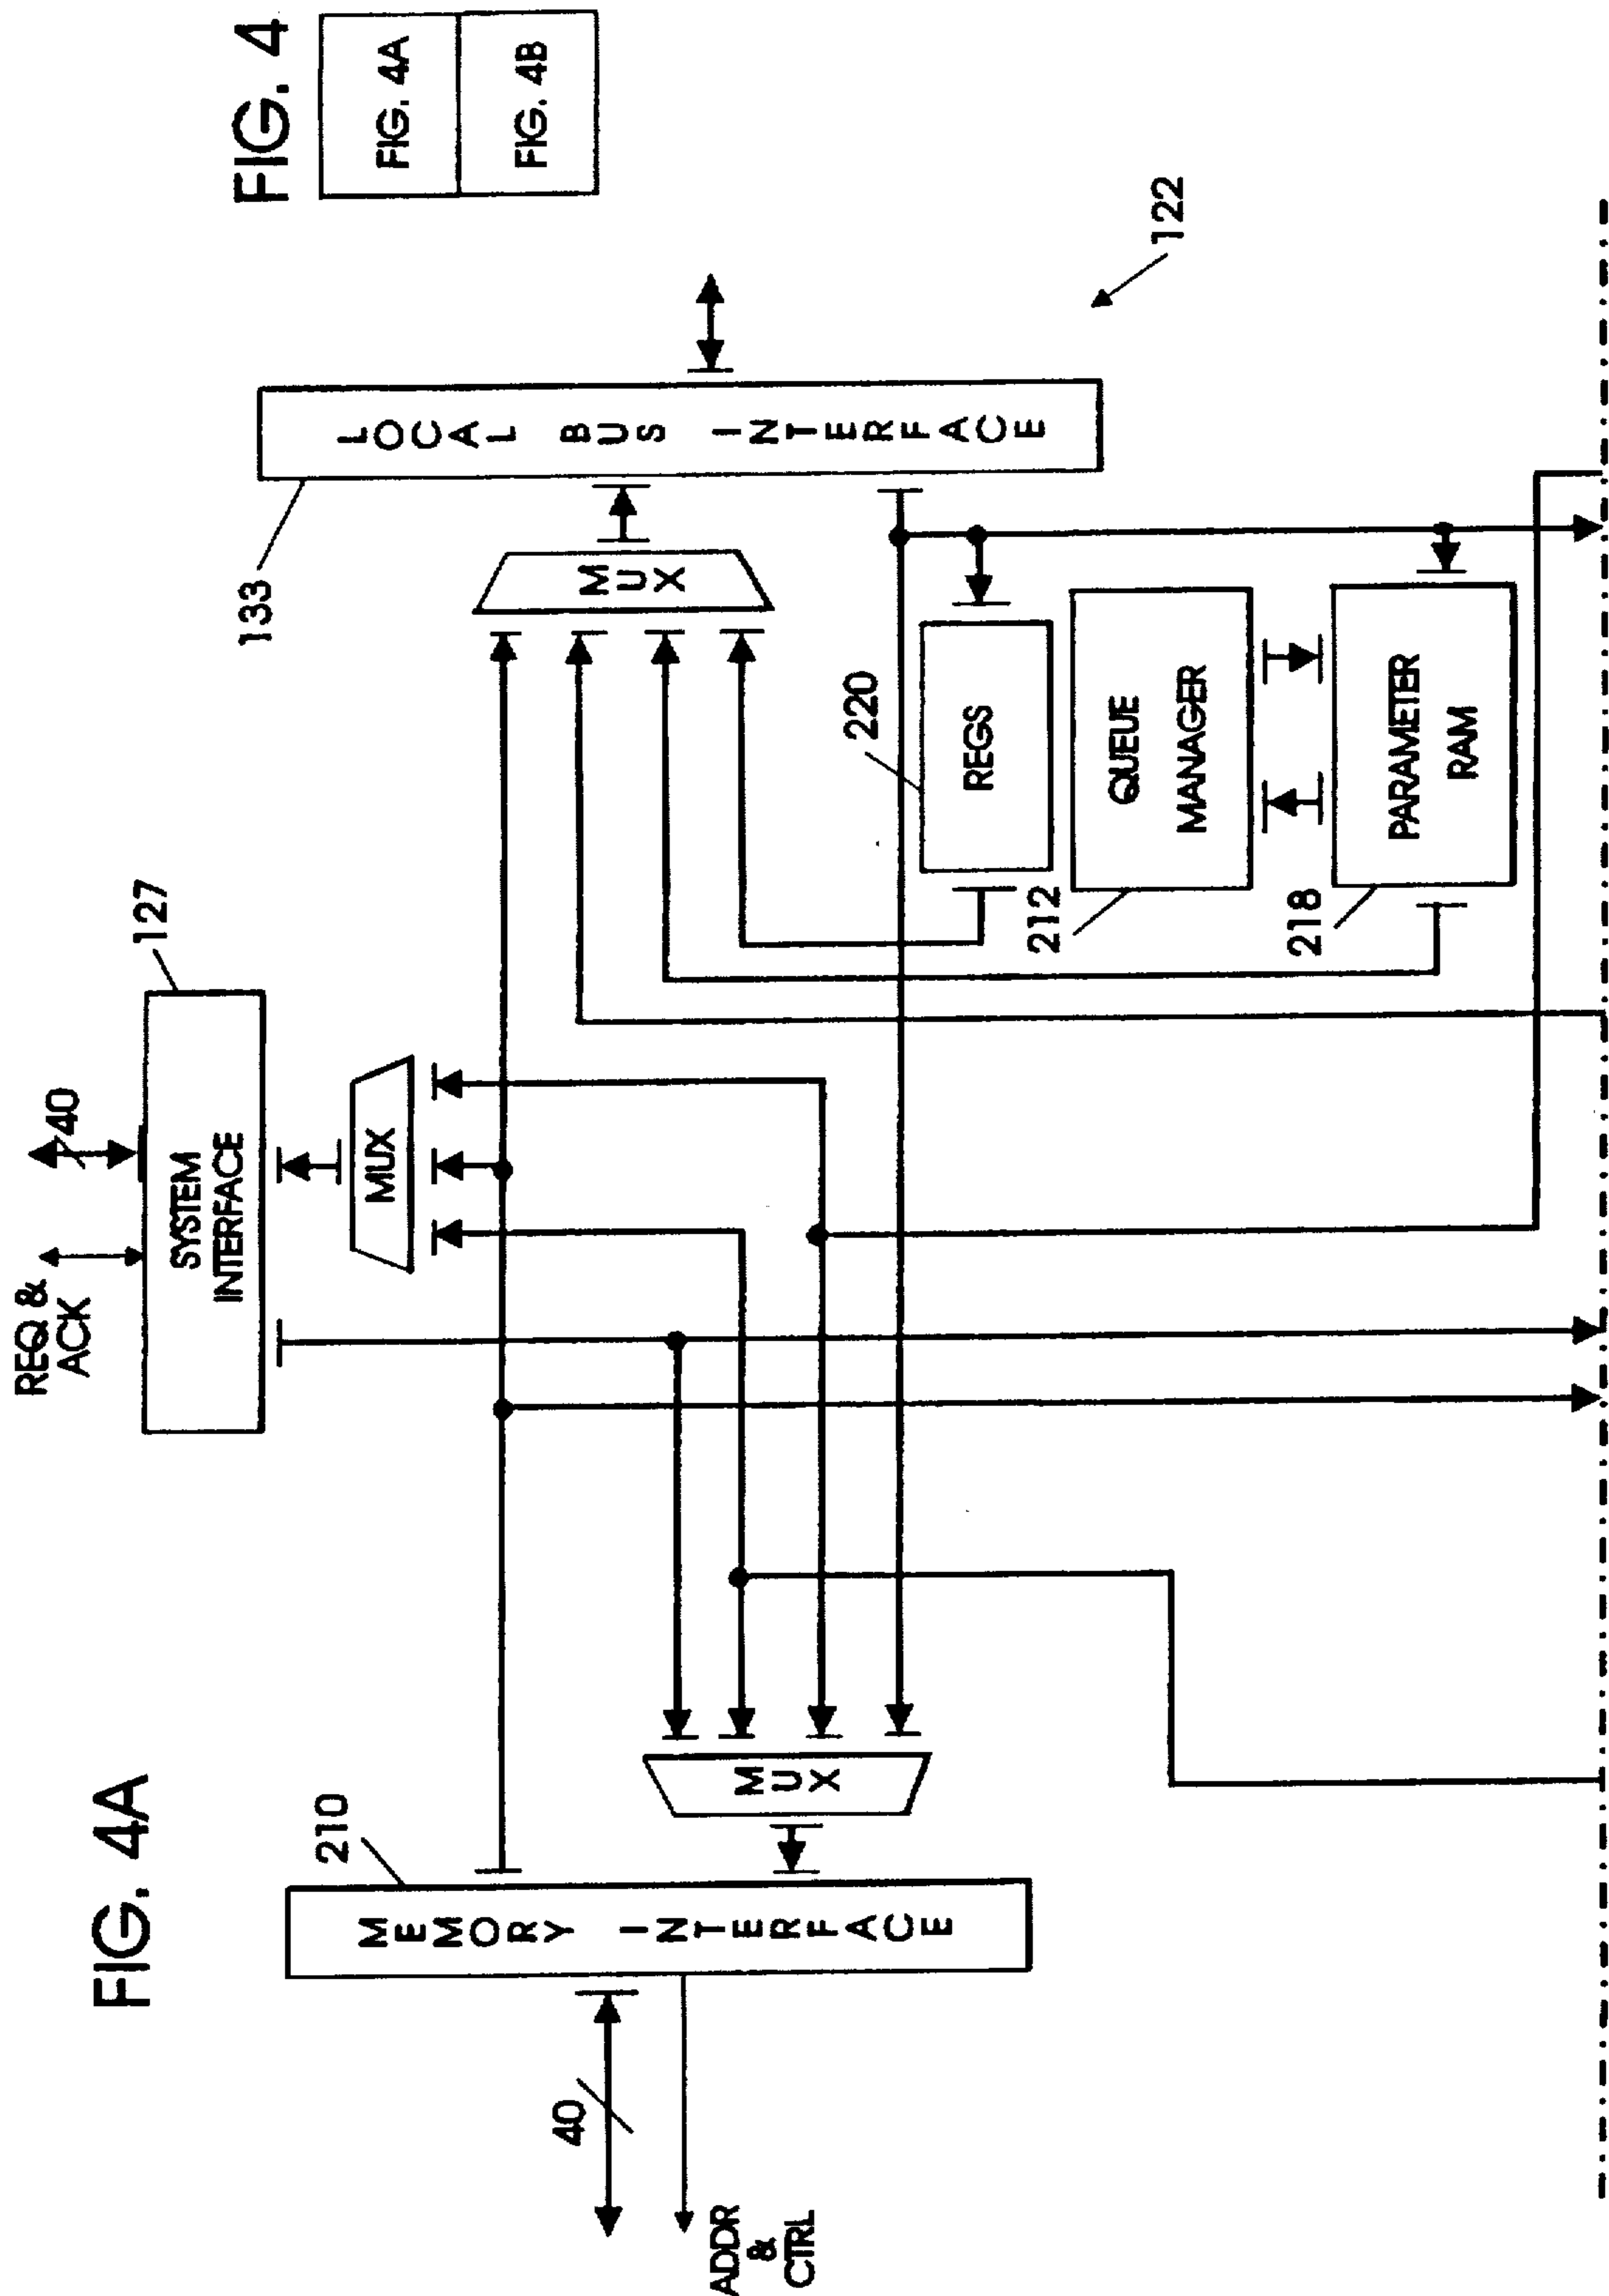 FIG. 4A
FIG. 4
FIG. 4A
FIG. 4B
REQ &
ACK
40
127
SYSTEM
INTERFACE
MUX
133
LOCAL BUS INTERFACE
MUX
122
210
MEMORY INTERFACE
MUX
40
ADDR
&
CTRL
220
REGS
212
QUEUE
MANAGER
218
PARAMETER
RAM